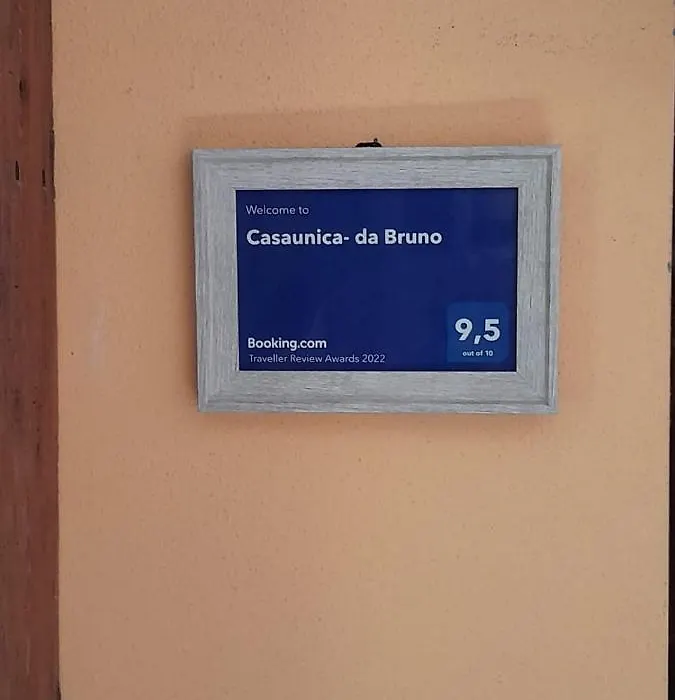 Welcome to
Casaunica- da Bruno
Booking.com
Traveller Review Awards 2022
9,5
out of 10